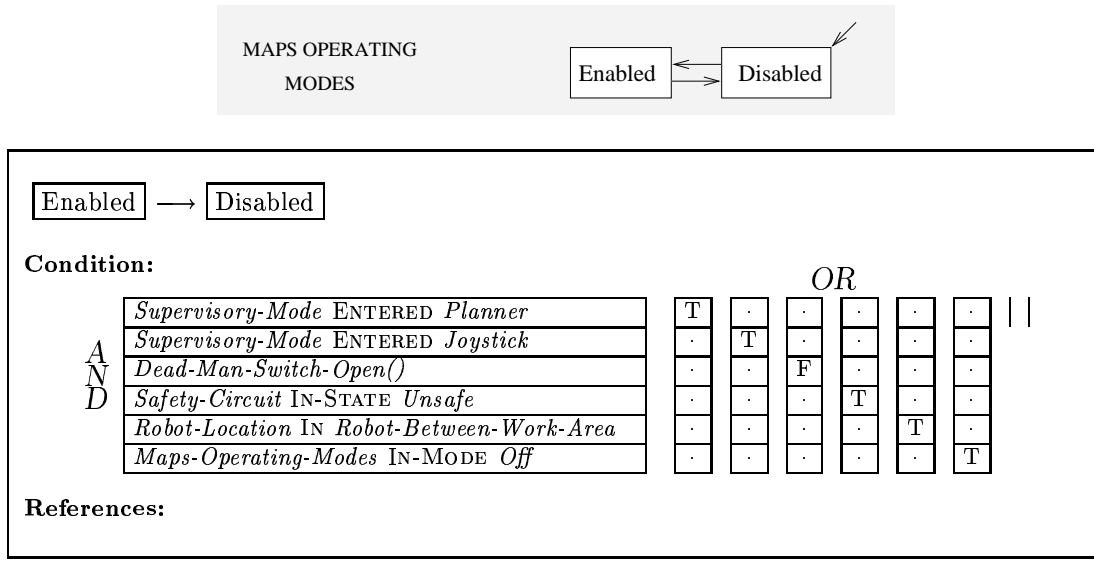 MAPS OPERATING
MODES
Enabled
Disabled
Enabled → Disabled
Condition:
OR
A
N
D
Supervisory-Mode ENTERED Planner T · · · · ·
Supervisory-Mode ENTERED Joystick · T · · · ·
Dead-Man-Switch-Open() · · F · · ·
Safety-Circuit IN-STATE Unsafe · · · T · ·
Robot-Location IN Robot-Between-Work-Area · · · · T ·
Maps-Operating-Modes IN-MODE Off · · · · · T
References: